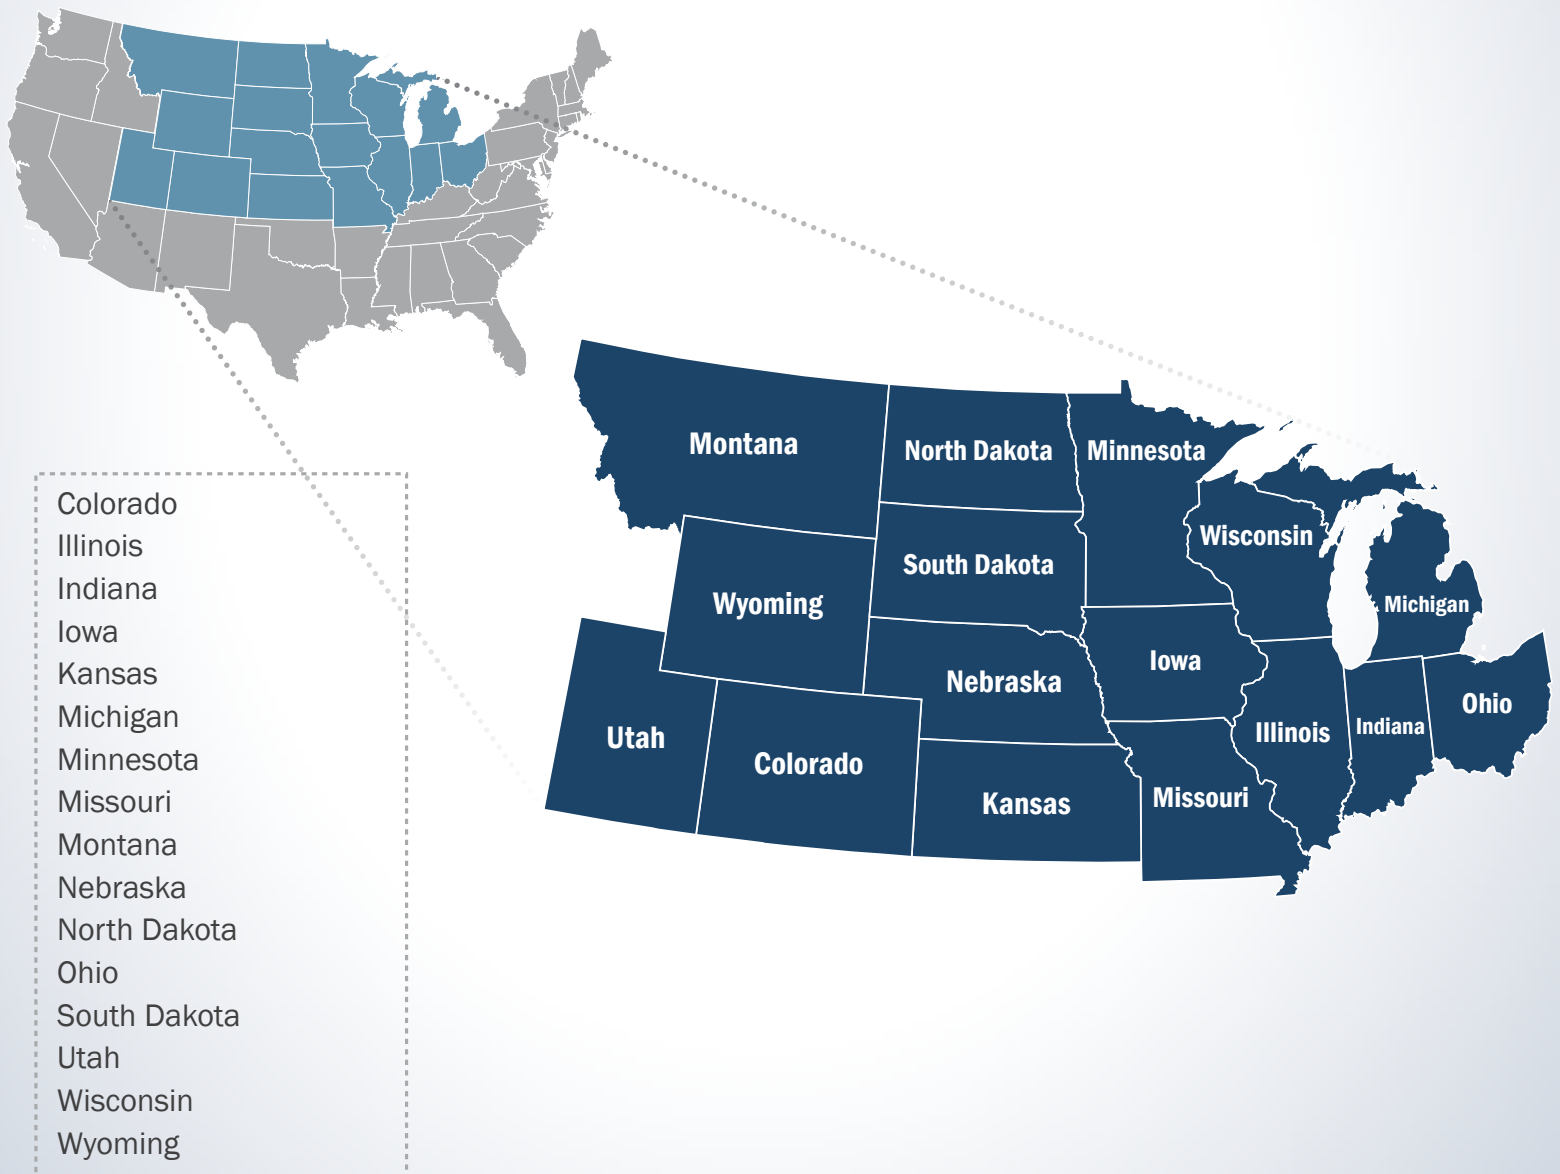 Montana
North Dakota
Minnesota
Wisconsin
South Dakota
Wyoming
Michigan
Iowa
Nebraska
Ohio
Utah
Illinois
Indiana
Colorado
Missouri
Kansas
Colorado
Illinois
Indiana
Iowa
Kansas
Michigan
Minnesota
Missouri
Montana
Nebraska
North Dakota
Ohio
South Dakota
Utah
Wisconsin
Wyoming